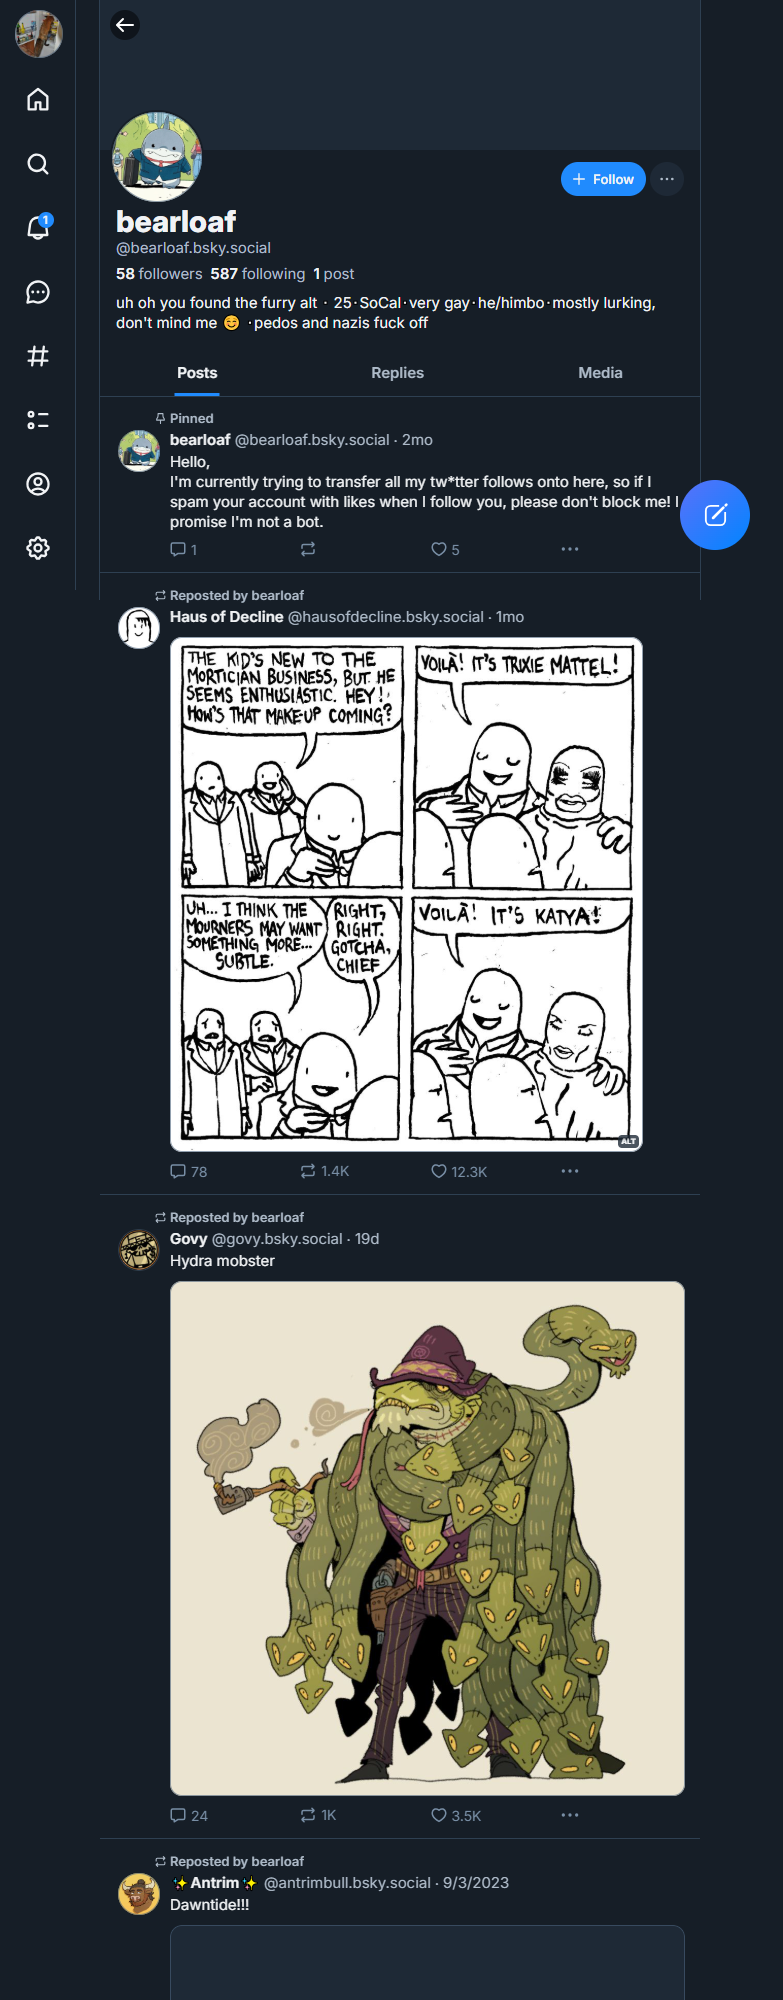 1
Follow
bearloaf
@bearloaf.bsky.social
58 followers 587 following 1 post
uh oh you found the furry alt · 25·SoCal·very gay·he/himbo·mostly lurking,
don't mind me 😊 ·pedos and nazis fuck off
Posts Replies Media
Pinned
bearloaf @bearloaf.bsky.social · 2mo
Hello,
I'm currently trying to transfer all my tw*tter follows onto here, so if I
spam your account with likes when I follow you, please don't block me! I
promise I'm not a bot.
1 5
Reposted by bearloaf
Haus of Decline @hausofdecline.bsky.social · 1mo
THE KID'S NEW TO THE
MORTICIAN BUSINESS, BUT HE
SEEMS ENTHUSIASTIC. HEY!
HOW'S THAT MAKE-UP COMING?
VOILÀ! IT'S TRIXIE MATTEL!
UH... I THINK THE
MOURNERS MAY WANT
SOMETHING MORE...
SUBTLE.
RIGHT,
RIGHT.
GOTCHA,
CHIEF
VOILÀ! IT'S KATYA!
ALT
78 1.4K 12.3K
Reposted by bearloaf
Govy @govy.bsky.social · 19d
Hydra mobster
24 1K 3.5K
Reposted by bearloaf
✨Antrim✨ @antrimbull.bsky.social · 9/3/2023
Dawntide!!!